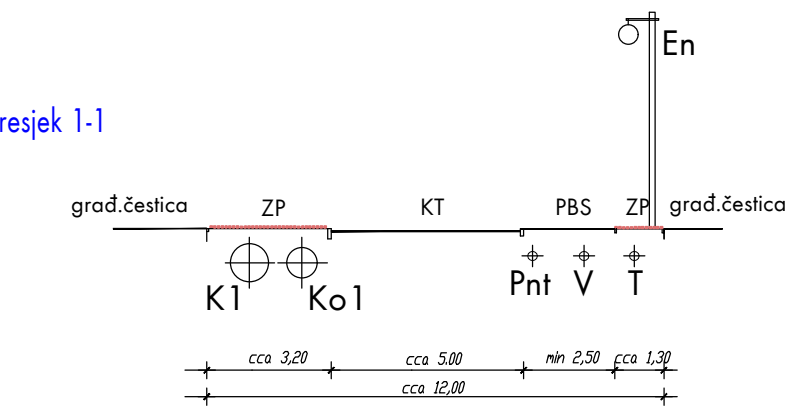 En
resjek 1-1
građ.čestica ZP KT PBS ZP građ.čestica
K1 Ko1 Pnt V T
cca 3,20 cca 5.00 min 2,50 cca 1,30
cca 12,00